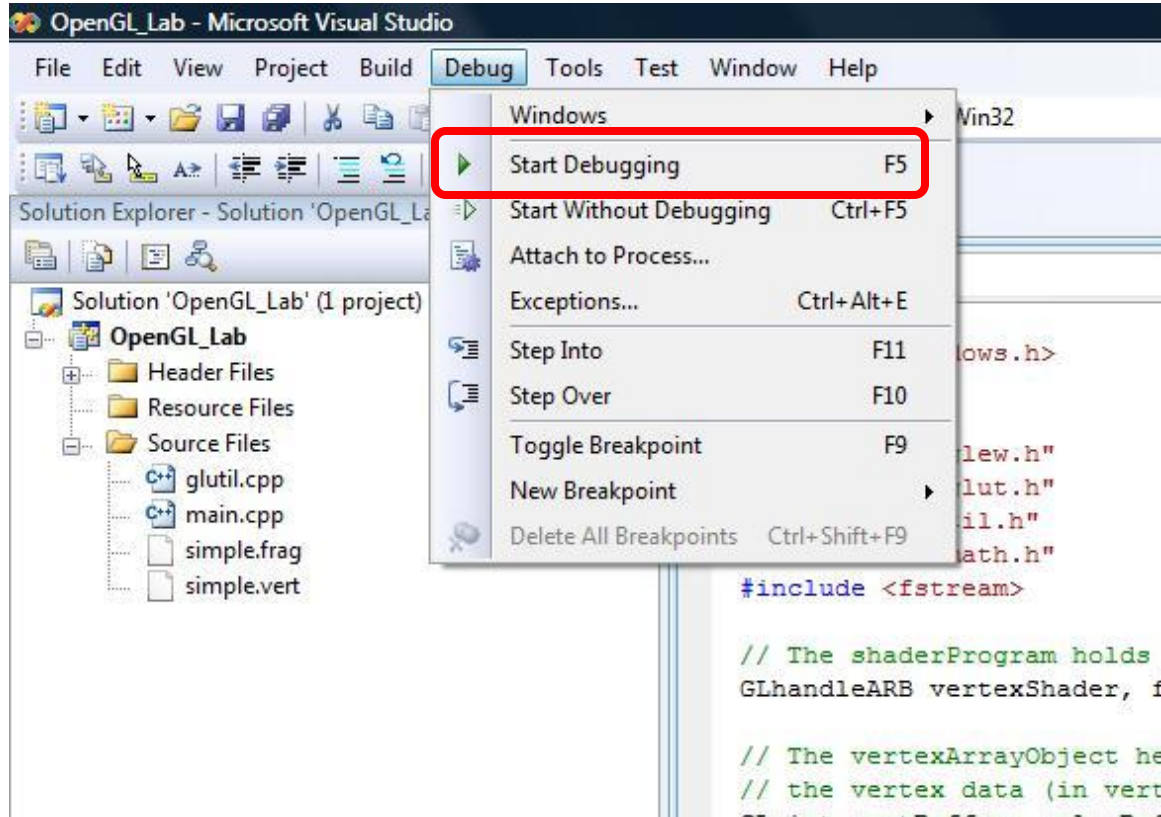 OpenGL_Lab - Microsoft Visual Studio
File Edit View Project Build Debug Tools Test Window Help
Win32
Windows
Start Debugging F5
Start Without Debugging Ctrl+F5
Attach to Process...
Exceptions... Ctrl+Alt+E
Step Into F11
Step Over F10
Toggle Breakpoint F9
New Breakpoint
Delete All Breakpoints Ctrl+Shift+F9
Solution Explorer - Solution 'OpenGL_La
Solution 'OpenGL_Lab' (1 project)
OpenGL_Lab
Header Files
Resource Files
Source Files
glutil.cpp
main.cpp
simple.frag
simple.vert
ows.h>
lew.h"
lut.h"
il.h"
ath.h"
#include <fstream>
// The shaderProgram holds
GLhandleARB vertexShader, f
// The vertexArrayObject he
// the vertex data (in vert